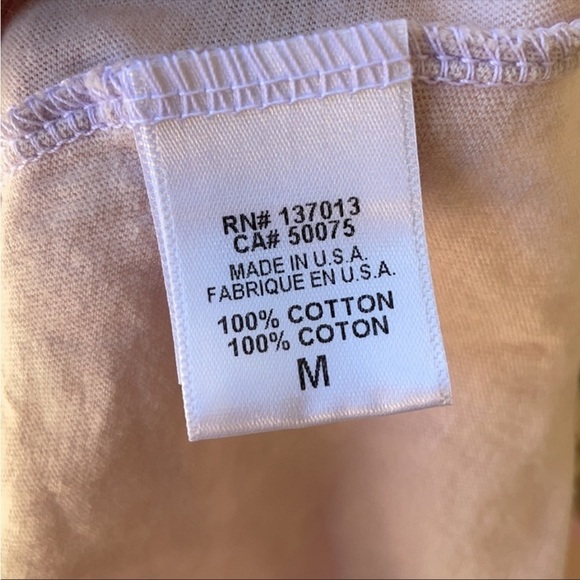 RN# 137013
CA# 50075
MADE IN U.S.A.
FABRIQUE EN U.S.A.
100% COTTON
100% COTON
M